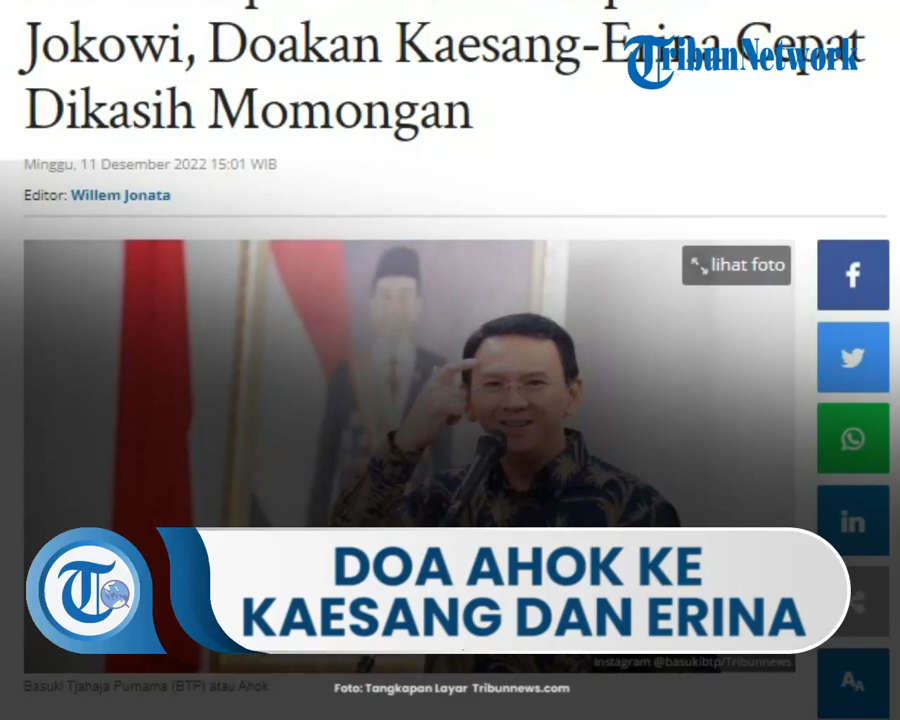 Jokowi, Doakan Kaesang-Erina Cepat
TribunNetwork
Dikasih Momongan
Minggu, 11 Desember 2022 15:01 WIB
Editor: Willem Jonata
lihat foto
f
in
DOA AHOK KE
KAESANG DAN ERINA
T
Instagram @basukibtp/Tribunnews
AA
Basuki Tjahaja Purnama (BTP) atau Ahok.
Foto: Tangkapan Layar Tribunnews.com